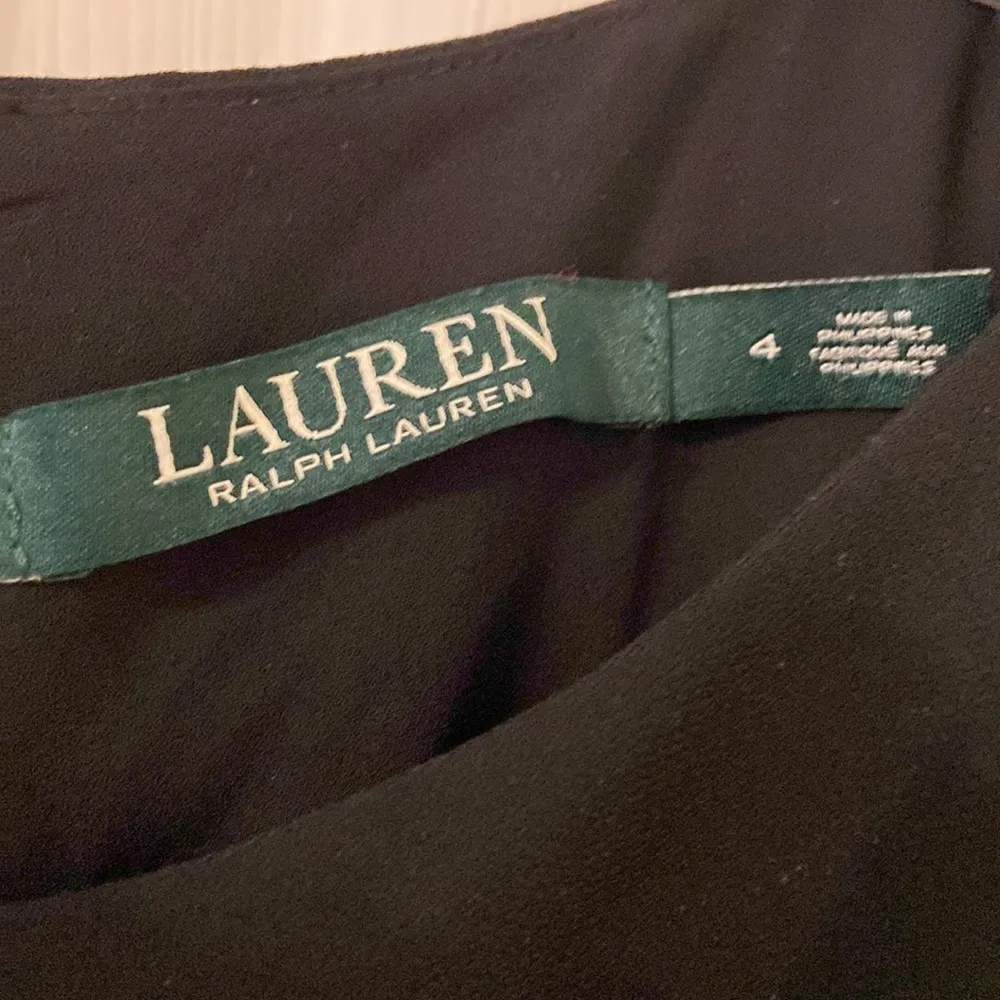 LAUREN
RALPH LAUREN
4
MADE IN
PHILIPPINES
FABRIQUÉ AUX
PHILIPPINES